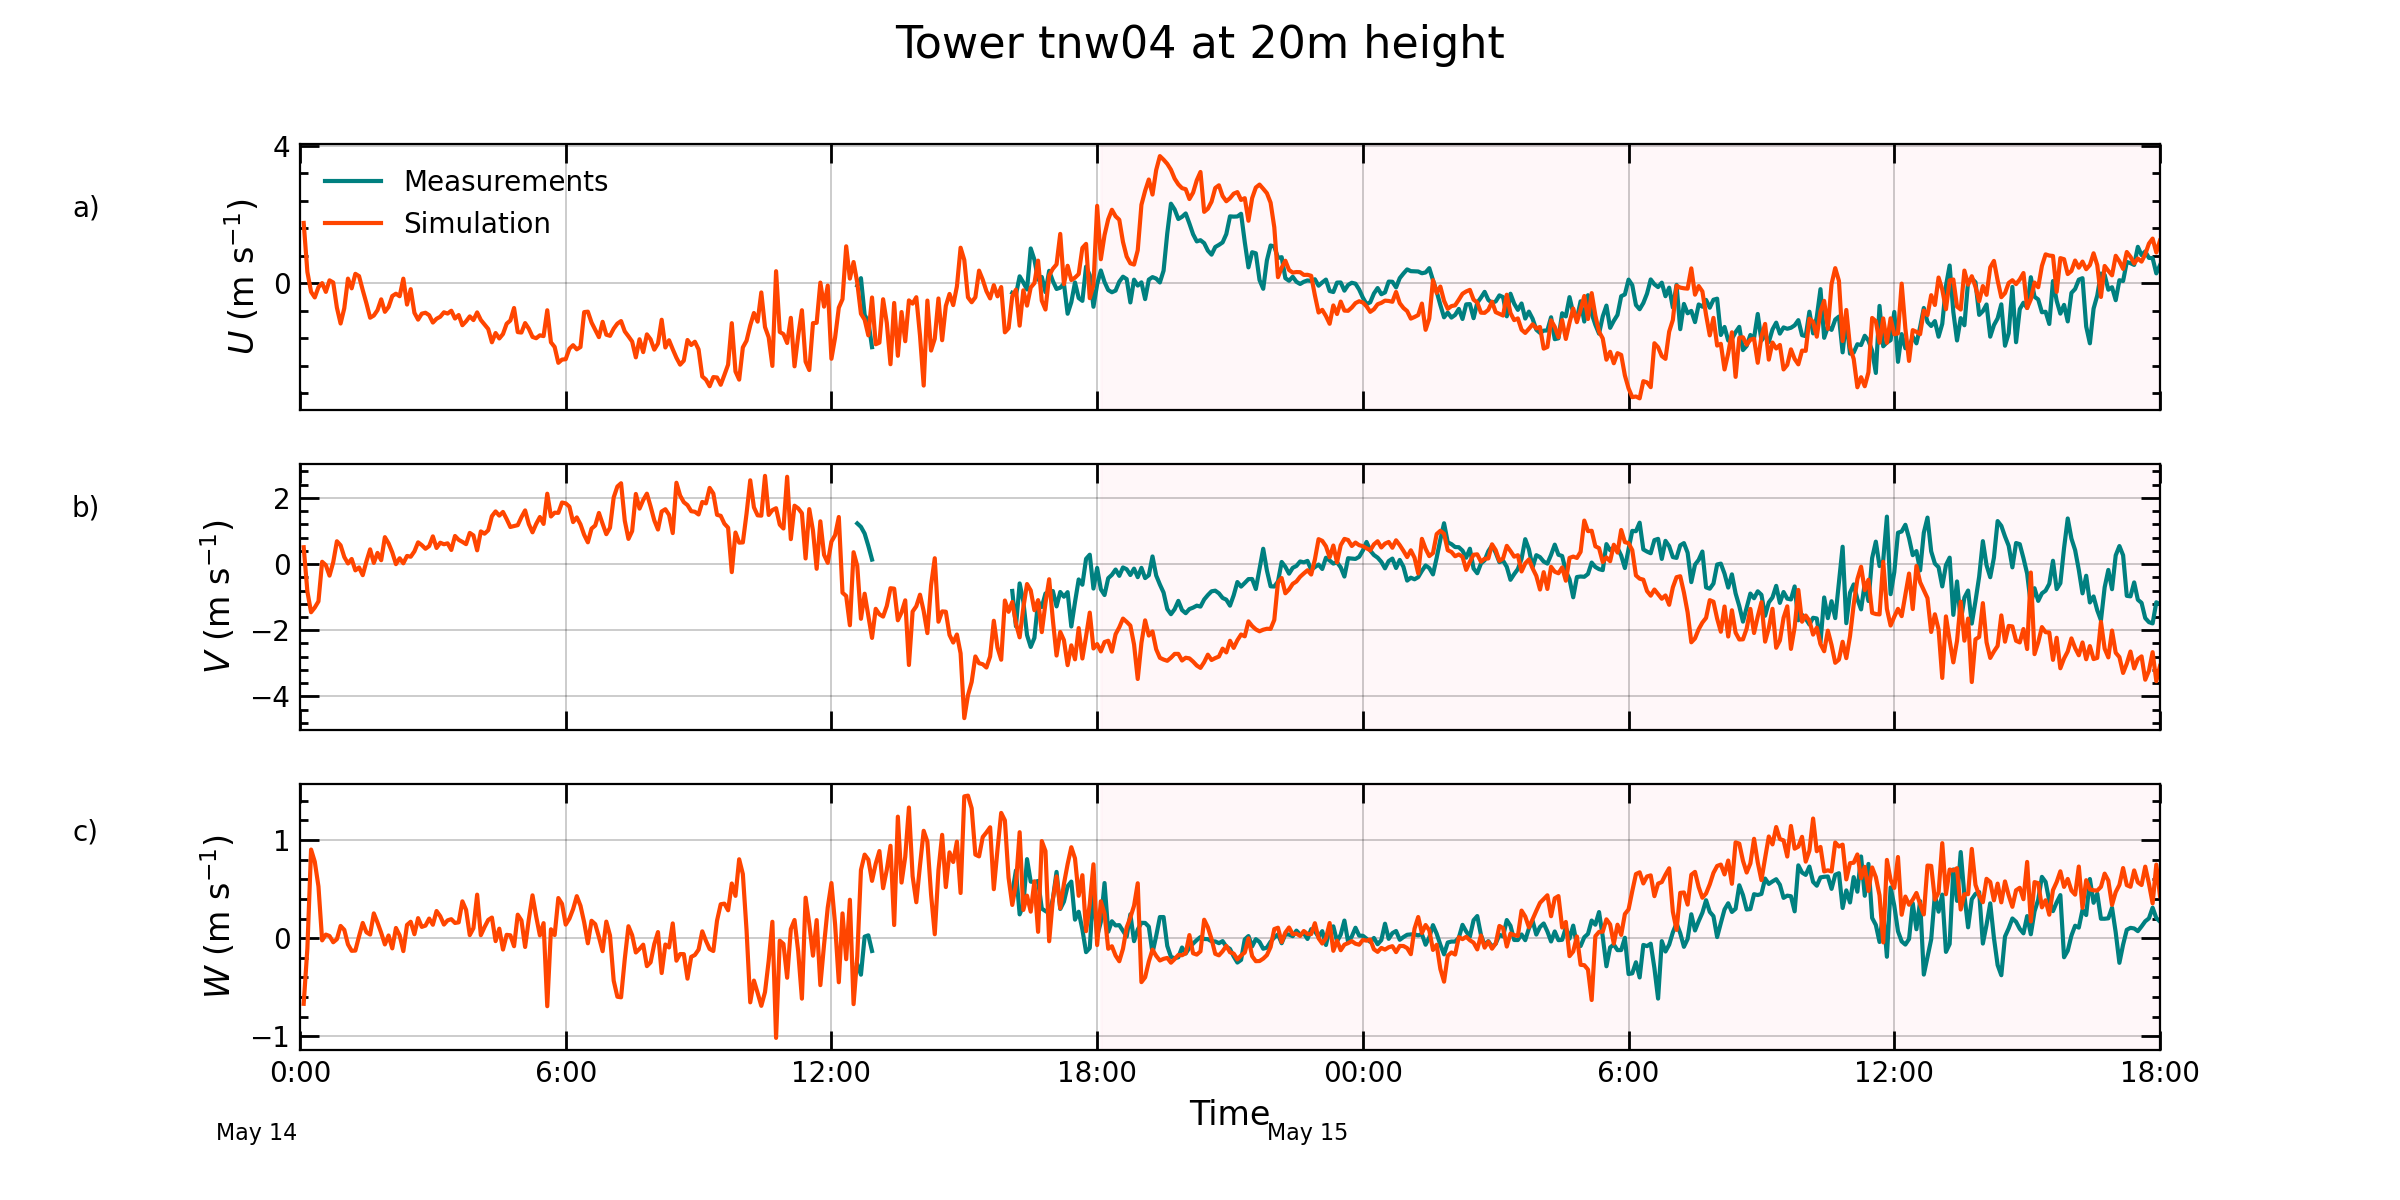 Tower tnw04 at 20m height
a)
U (m s⁻¹)
4
0
Measurements
Simulation
b)
V (m s⁻¹)
2
0
−2
−4
c)
W (m s⁻¹)
1
0
−1
0:00 6:00 12:00 18:00 00:00 6:00 12:00 18:00
Time
May 14 May 15